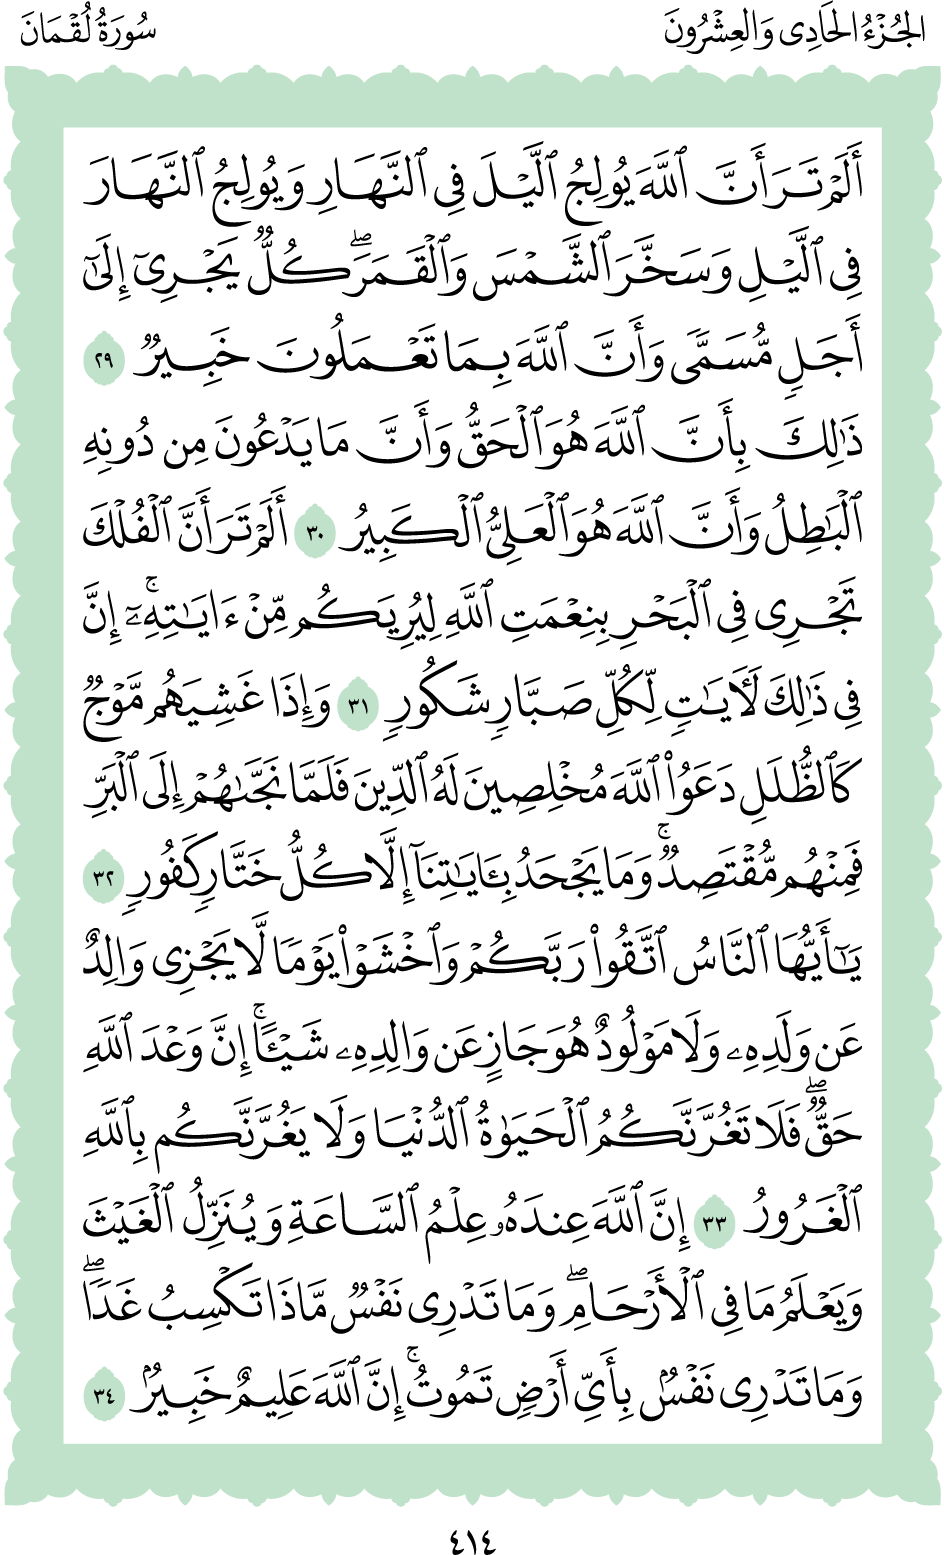 الجُزْءُ الحَادِى وَالعِشْرُونَ
سُورَةُ لُقْمَانَ
أَلَمْ تَرَ أَنَّ ٱللَّهَ يُولِجُ ٱلَّيْلَ فِى ٱلنَّهَارِ وَيُولِجُ ٱلنَّهَارَ
فِى ٱلَّيْلِ وَسَخَّرَ ٱلشَّمْسَ وَٱلْقَمَرَۖ كُلٌّ يَجْرِىٓ إِلَىٰٓ
أَجَلٍ مُّسَمًّى وَأَنَّ ٱللَّهَ بِمَا تَعْمَلُونَ خَبِيرٌ ٢٩
ذَٰلِكَ بِأَنَّ ٱللَّهَ هُوَ ٱلْحَقُّ وَأَنَّ مَا يَدْعُونَ مِن دُونِهِ
ٱلْبَٰطِلُ وَأَنَّ ٱللَّهَ هُوَ ٱلْعَلِىُّ ٱلْكَبِيرُ ٣٠ أَلَمْ تَرَ أَنَّ ٱلْفُلْكَ
تَجْرِى فِى ٱلْبَحْرِ بِنِعْمَتِ ٱللَّهِ لِيُرِيَكُم مِّنْ ءَايَٰتِهِۦٓۚ إِنَّ
فِى ذَٰلِكَ لَءَايَٰتٍ لِّكُلِّ صَبَّارٍ شَكُورٍ ٣١ وَإِذَا غَشِيَهُم مَّوْجٌ
كَٱلظُّلَلِ دَعَوُا۟ ٱللَّهَ مُخْلِصِينَ لَهُ ٱلدِّينَ فَلَمَّا نَجَّىٰهُمْ إِلَى ٱلْبَرِّ
فَمِنْهُم مُّقْتَصِدٌۚ وَمَا يَجْحَدُ بِـَٔايَٰتِنَآ إِلَّا كُلُّ خَتَّارٍ كَفُورٍ ٣٢
يَٰٓأَيُّهَا ٱلنَّاسُ ٱتَّقُوا۟ رَبَّكُمْ وَٱخْشَوْا۟ يَوْمًا لَّا يَجْزِى وَالِدٌ
عَن وَلَدِهِۦ وَلَا مَوْلُودٌ هُوَ جَازٍ عَن وَالِدِهِۦ شَيْـًٔاۚ إِنَّ وَعْدَ ٱللَّهِ
حَقٌّۖ فَلَا تَغُرَّنَّكُمُ ٱلْحَيَوٰةُ ٱلدُّنْيَا وَلَا يَغُرَّنَّكُم بِٱللَّهِ
ٱلْغَرُورُ ٣٣ إِنَّ ٱللَّهَ عِندَهُۥ عِلْمُ ٱلسَّاعَةِ وَيُنَزِّلُ ٱلْغَيْثَ
وَيَعْلَمُ مَا فِى ٱلْأَرْحَامِۖ وَمَا تَدْرِى نَفْسٌ مَّاذَا تَكْسِبُ غَدًاۖ
وَمَا تَدْرِى نَفْسٌۢ بِأَىِّ أَرْضٍ تَمُوتُۚ إِنَّ ٱللَّهَ عَلِيمٌ خَبِيرٌۢ ٣٤
٤١٤